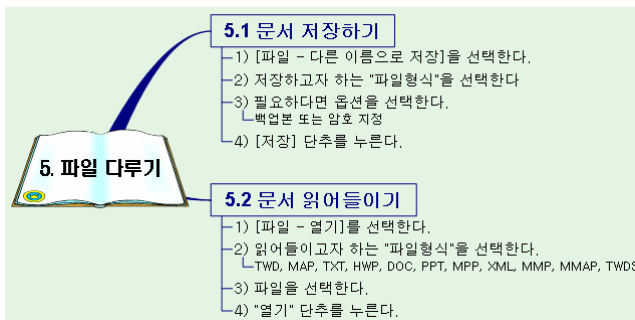 5.1 문서 저장하기
1) [파일 - 다른 이름으로 저장]을 선택한다.
2) 저장하고자 하는 "파일형식"을 선택한다
3) 필요하다면 옵션을 선택한다.
백업본 또는 암호 지정
4) [저장] 단추를 누른다.
5. 파일 다루기
5.2 문서 읽어들이기
1) [파일 - 열기]를 선택한다.
2) 읽어들이고자 하는 "파일형식"을 선택한다.
TWD, MAP, TXT, HWP, DOC, PPT, MPP, XML, MMP, MMAP, TWDS
3) 파일을 선택한다.
4) "열기" 단추를 누른다.